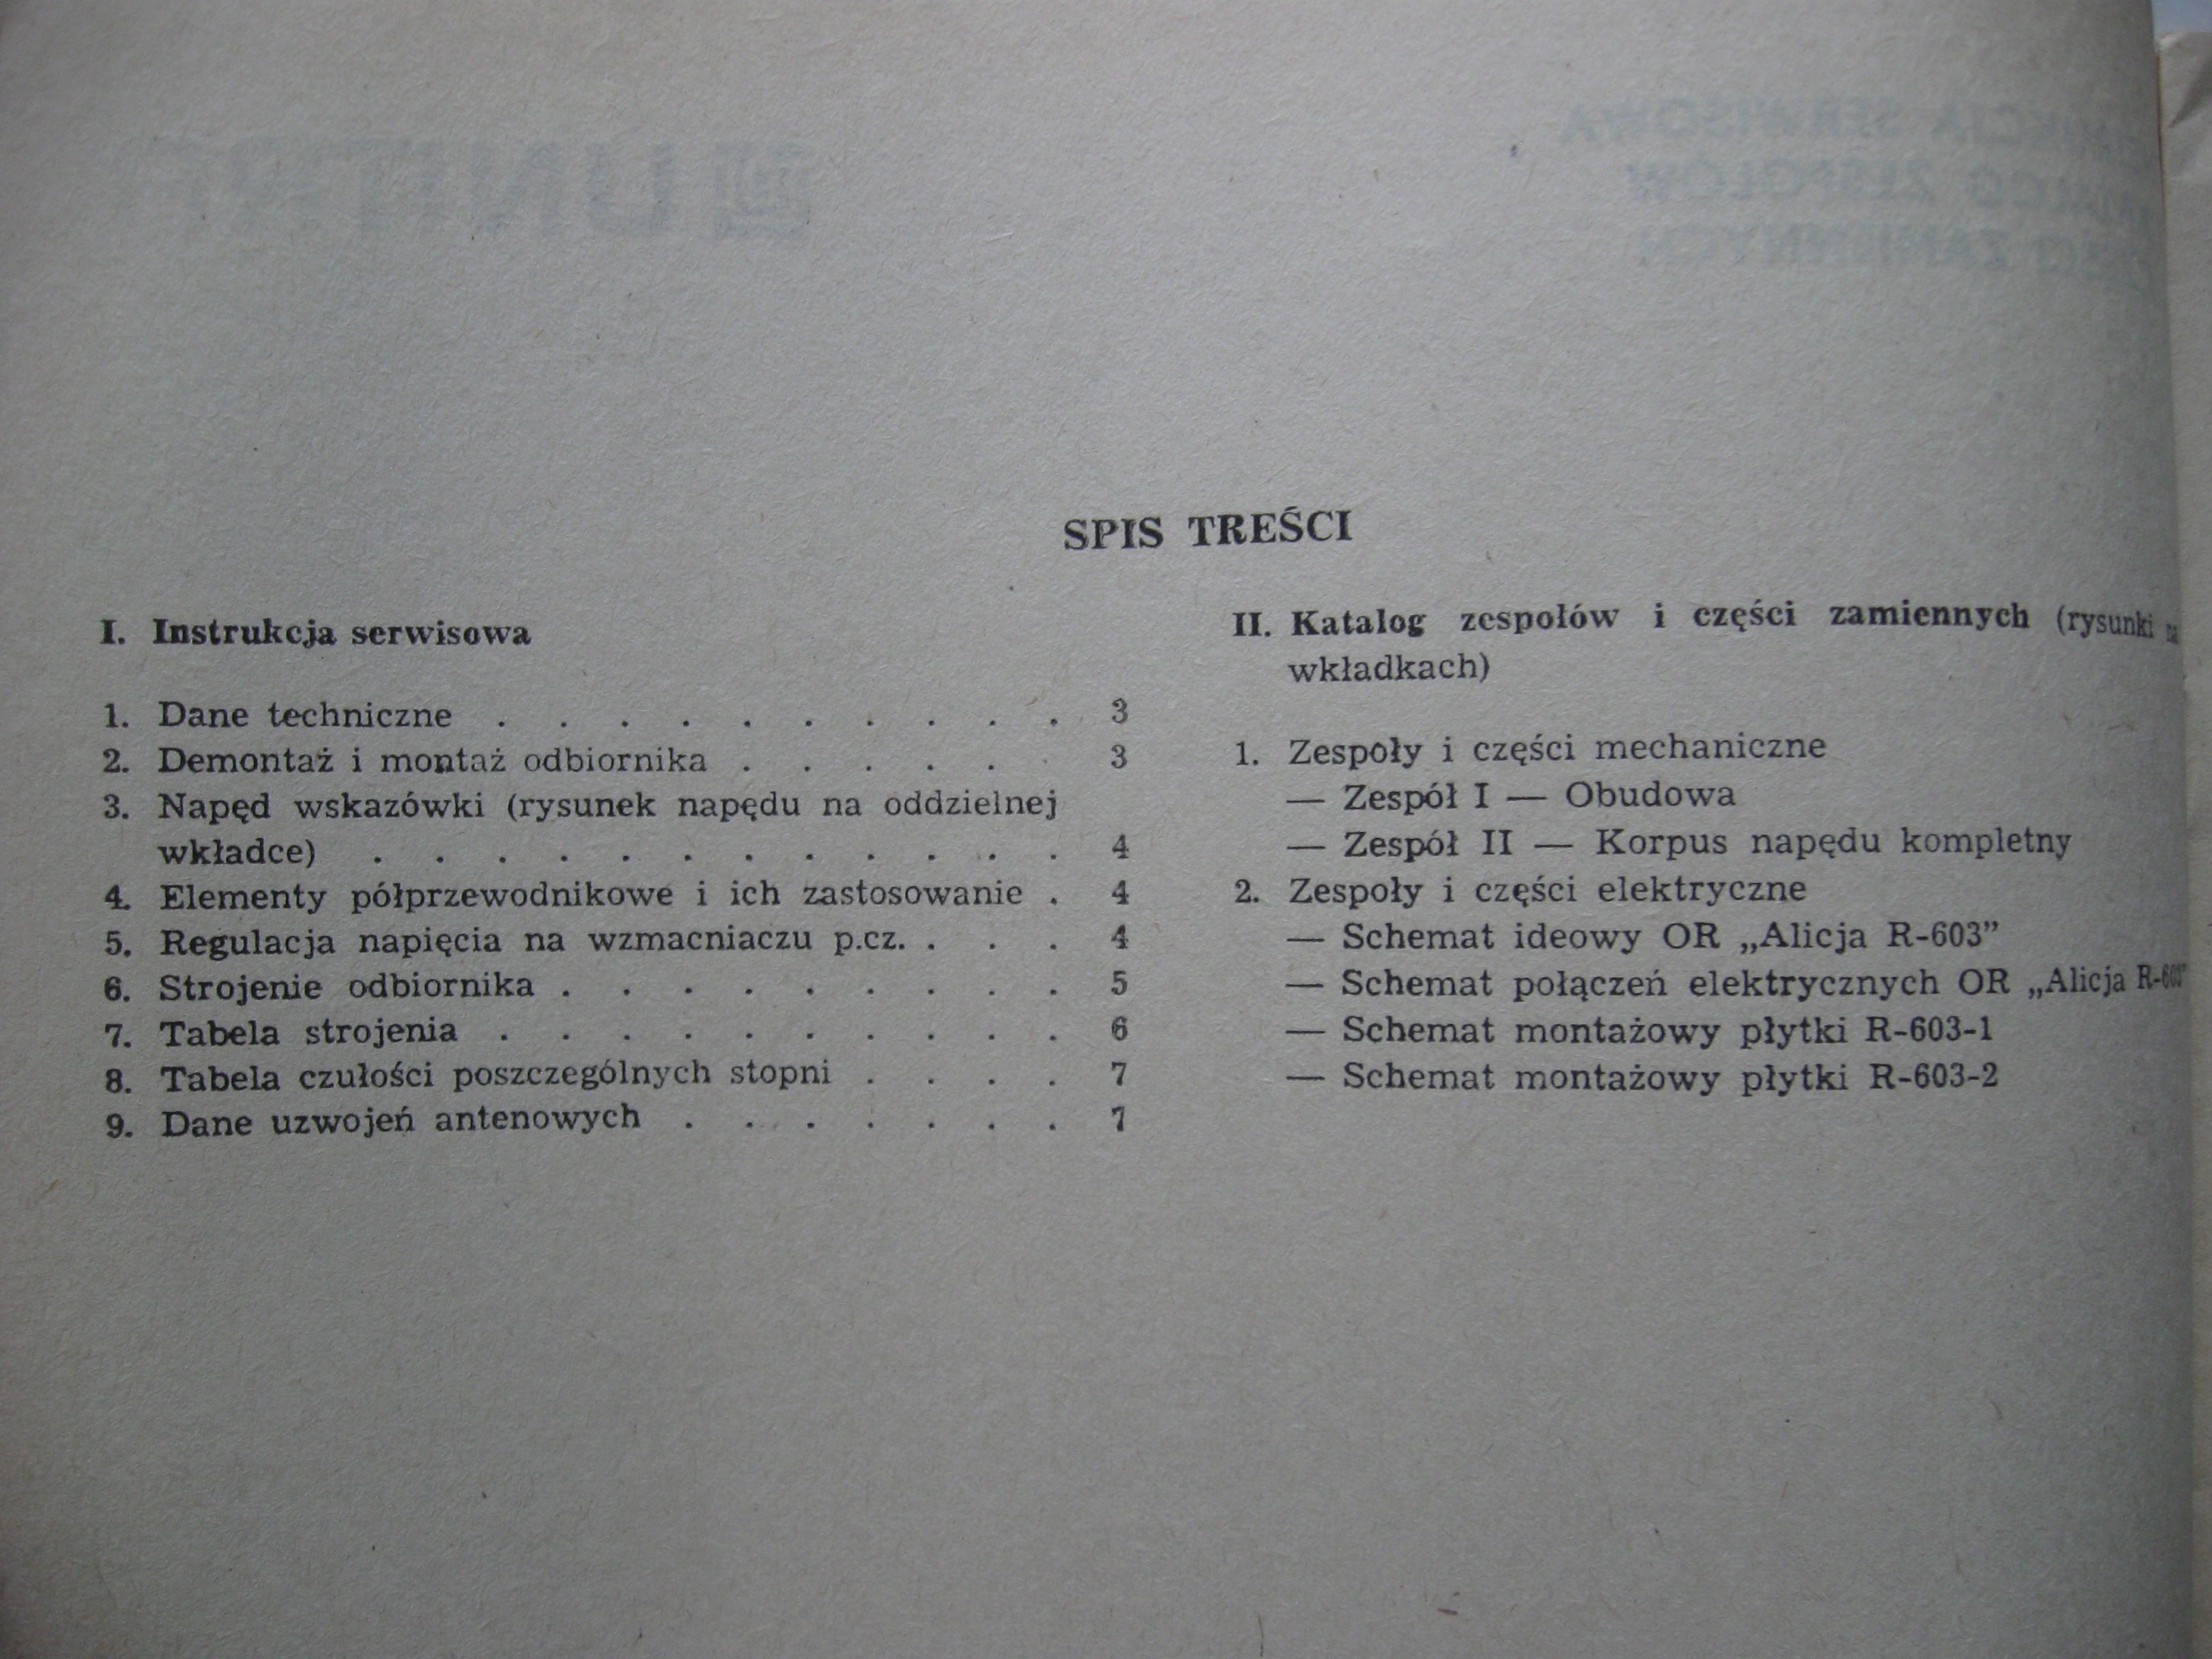 SPIS TREŚCI
I. Instrukcja serwisowa
1. Dane techniczne . . . . . . . . . . 3
2. Demontaż i montaż odbiornika . . . . . . 3
3. Napęd wskazówki (rysunek napędu na oddzielnej
wkładce) . . . . . . . . . . . . 4
4. Elementy półprzewodnikowe i ich zastosowanie . 4
5. Regulacja napięcia na wzmacniaczu p.cz. . . . 4
6. Strojenie odbiornika . . . . . . . . . 5
7. Tabela strojenia . . . . . . . . . . 6
8. Tabela czułości poszczególnych stopni . . . . 7
9. Dane uzwojeń antenowych . . . . . . . 7
II. Katalog zespołów i części zamiennych (rysunki na
wkładkach)
1. Zespoły i części mechaniczne
— Zespół I — Obudowa
— Zespół II — Korpus napędu kompletny
2. Zespoły i części elektryczne
— Schemat ideowy OR „Alicja R-603”
— Schemat połączeń elektrycznych OR „Alicja R-603”
— Schemat montażowy płytki R-603-1
— Schemat montażowy płytki R-603-2